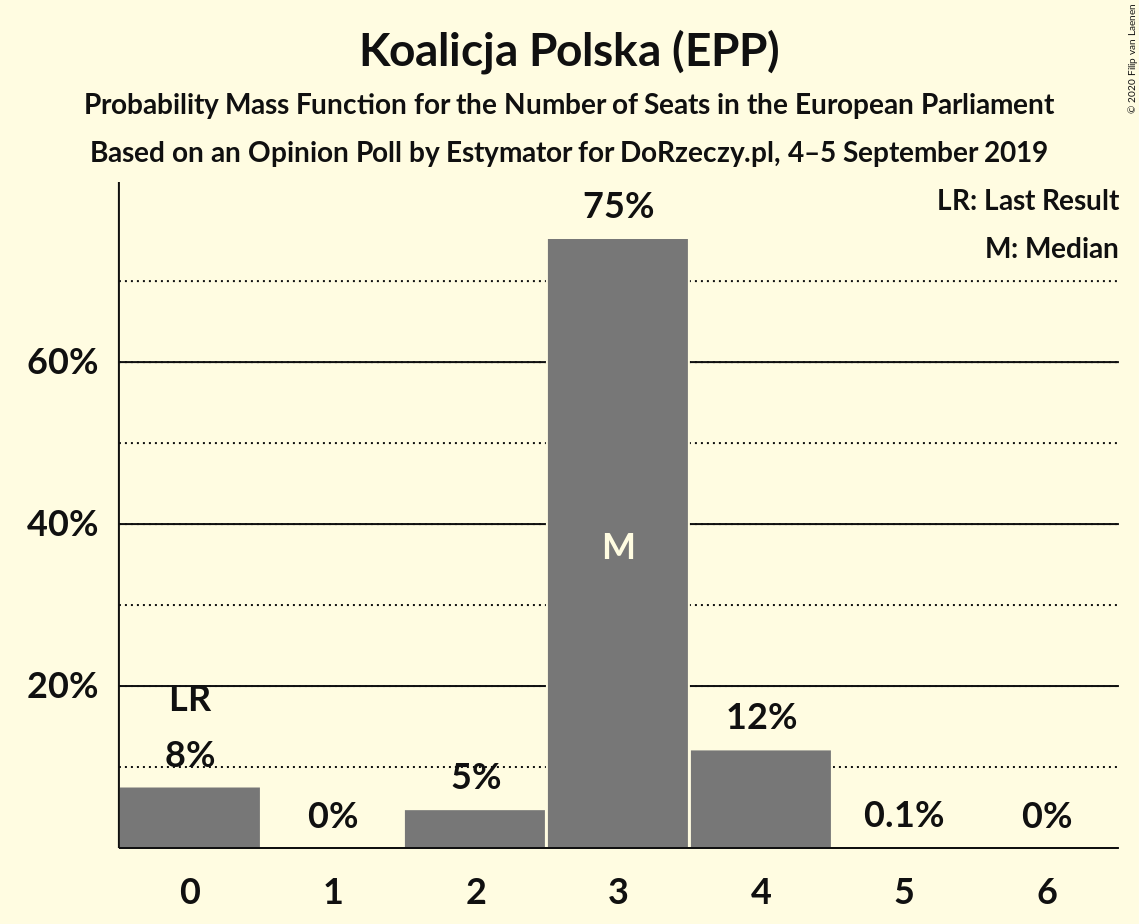 Koalicja Polska (EPP)
Probability Mass Function for the Number of Seats in the European Parliament
Based on an Opinion Poll by Estymator for DoRzeczy.pl, 4–5 September 2019
© 2020 Filip van Laenen
LR: Last Result
M: Median
75%
60%
40%
M
20%
LR
12%
8%
5%
0%
0.1%
0%
0 1 2 3 4 5 6